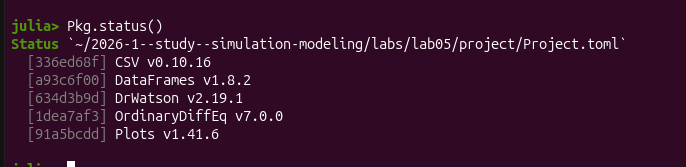 julia> Pkg.status()
Status `~/2026-1--study--simulation-modeling/labs/lab05/project/Project.toml`
[336ed68f] CSV v0.10.16
[a93c6f00] DataFrames v1.8.2
[634d3b9d] DrWatson v2.19.1
[1dea7af3] OrdinaryDiffEq v7.0.0
[91a5bcdd] Plots v1.41.6
julia>